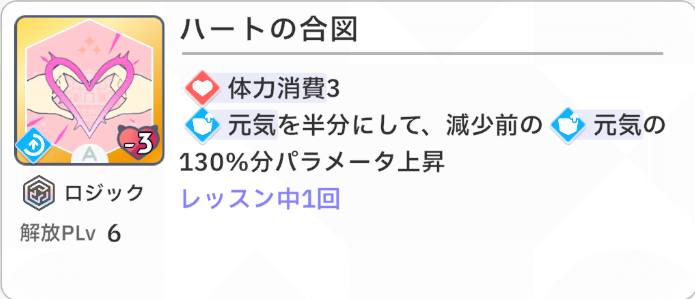 ハートの合図
体力消費3
元気を半分にして、減少前の 元気の
130%分パラメータ上昇
レッスン中1回
A
-3
ロジック
解放PLv 6